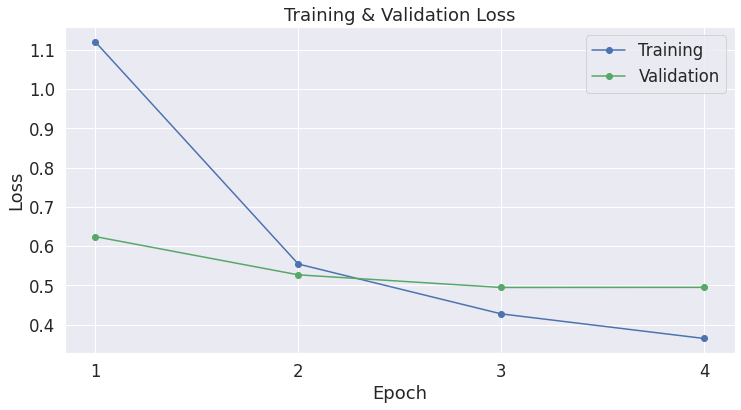 Training & Validation Loss
Training
Validation
1.1
1.0
0.9
0.8
0.7
0.6
0.5
0.4
Loss
1 2 3 4
Epoch